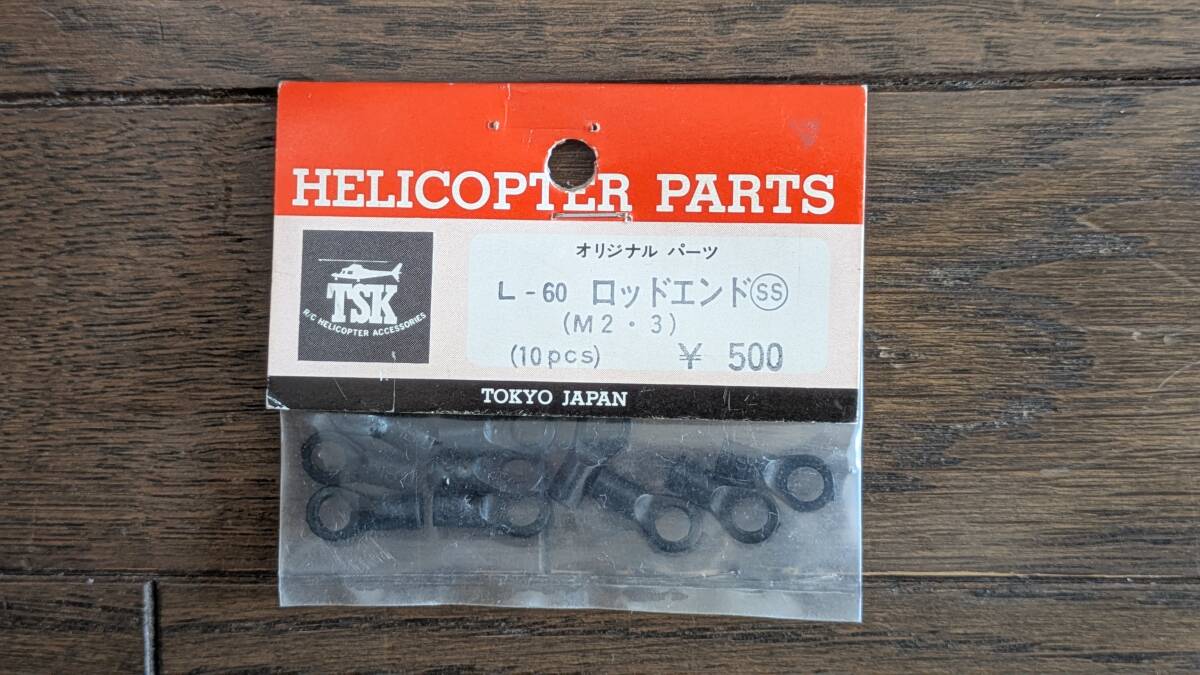 HELICOPTER PARTS
TSK
R/C HELICOPTER ACCESSORIES
オリジナル パーツ
L-60 ロッドエンドⓈⓈ
(M2・3)
(10pcs) ¥ 500
TOKYO JAPAN